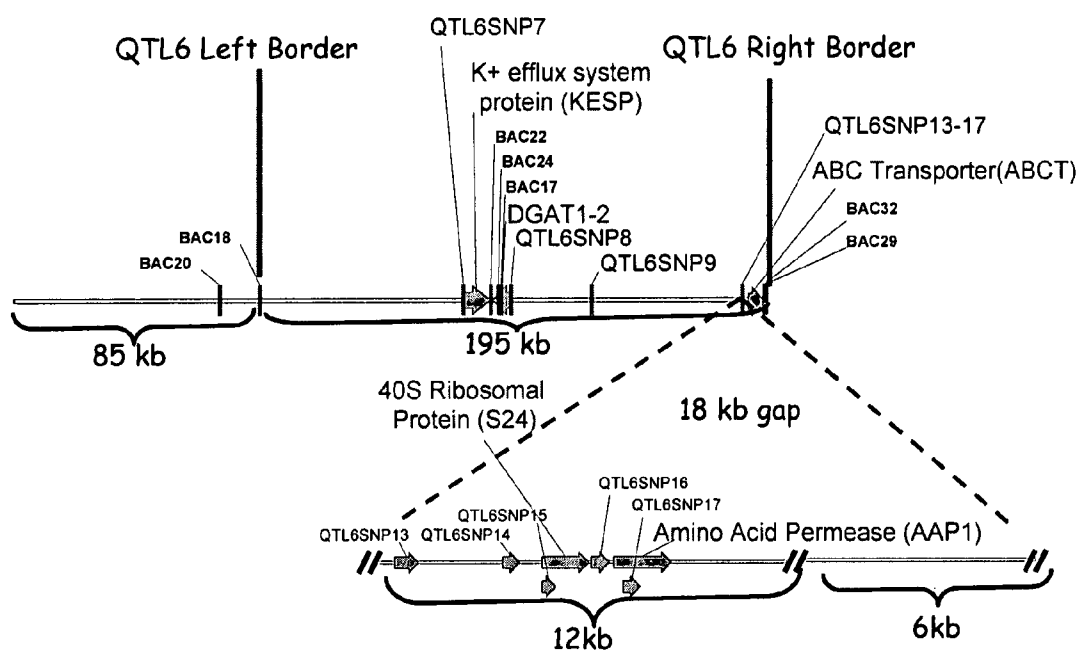 QTL6SNP7
QTL6 Left Border
QTL6 Right Border
K+ efflux system
protein (KESP)
QTL6SNP13-17
BAC22
BAC24
ABC Transporter(ABCT)
BAC17
DGAT1-2
BAC32
BAC18
QTL6SNP8
BAC29
BAC20
QTL6SNP9
85 kb
195 kb
40S Ribosomal
Protein (S24)
18 kb gap
QTL6SNP16
QTL6SNP15
QTL6SNP17
QTL6SNP13
QTL6SNP14
Amino Acid Permease (AAP1)
12kb
6kb